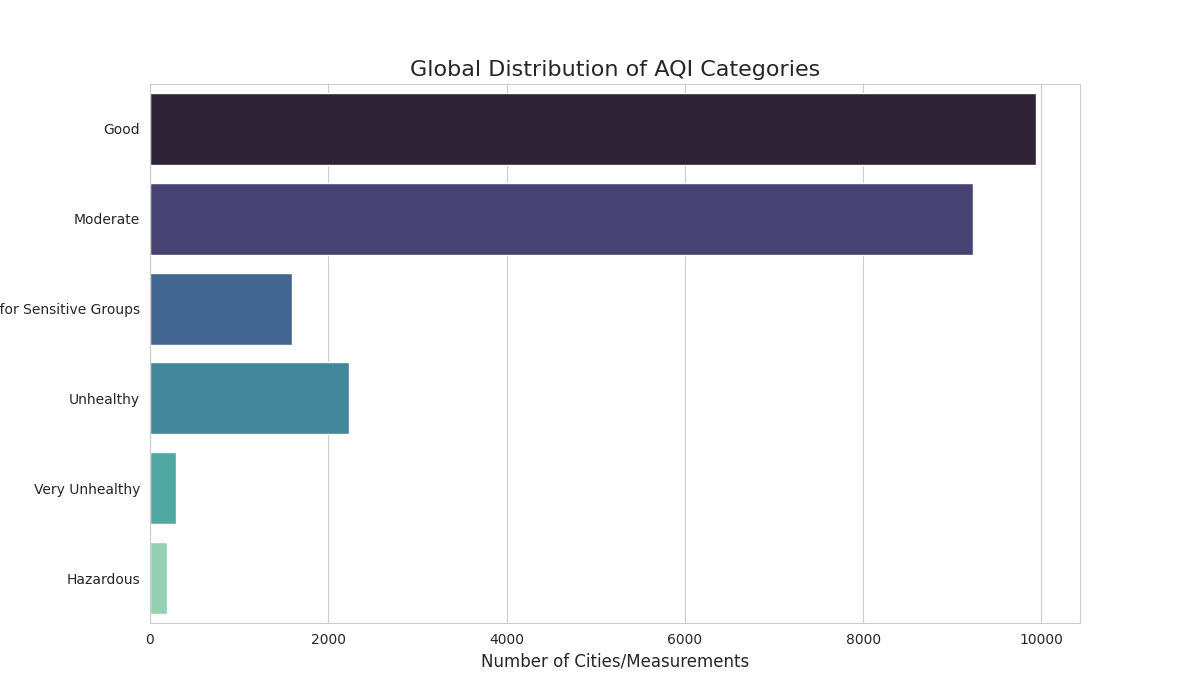 Global Distribution of AQI Categories
Good
Moderate
for Sensitive Groups
Unhealthy
Very Unhealthy
Hazardous
0 2000 4000 6000 8000 10000
Number of Cities/Measurements